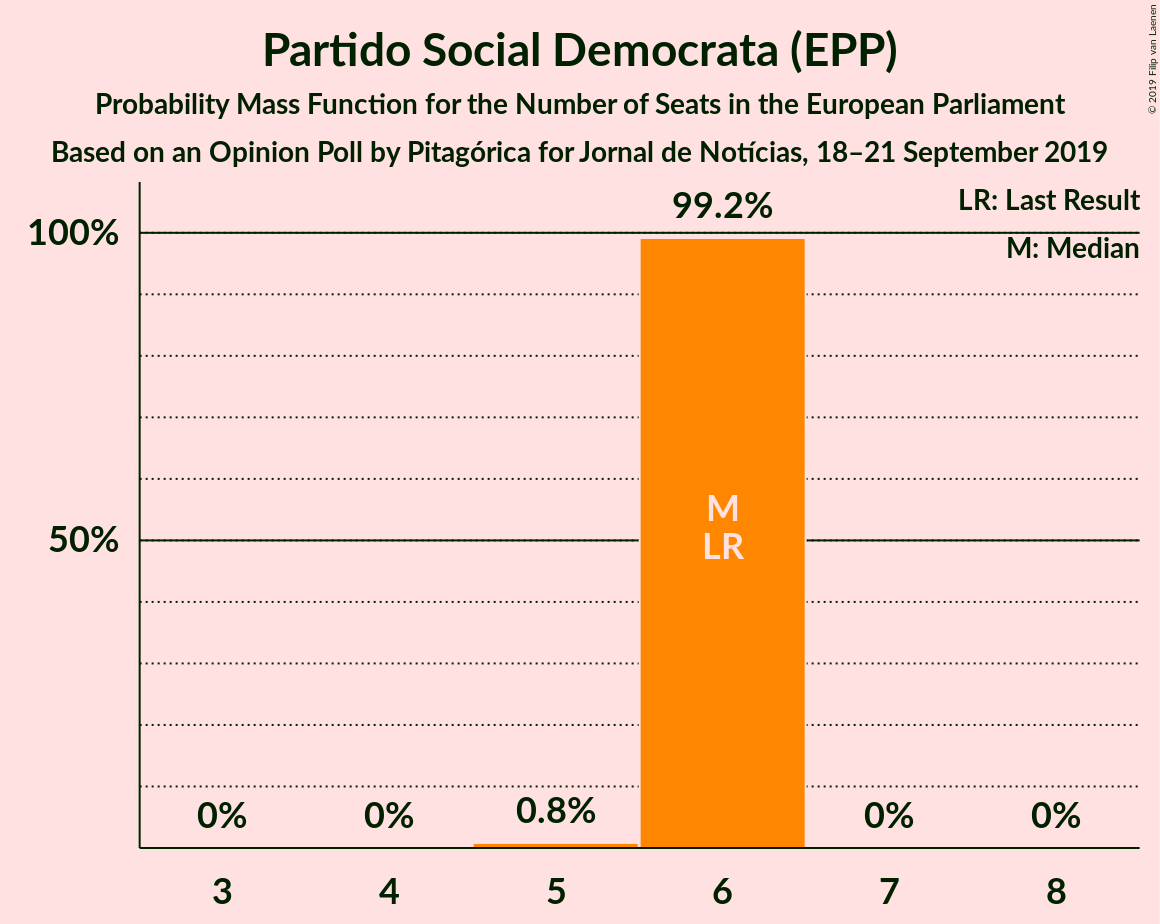 Partido Social Democrata (EPP)
Probability Mass Function for the Number of Seats in the European Parliament
Based on an Opinion Poll by Pitagórica for Jornal de Notícias, 18–21 September 2019
© 2019 Filip van Laenen
LR: Last Result
M: Median
100%
50%
99.2%
M
LR
0%
0%
0.8%
0%
0%
3
4
5
6
7
8